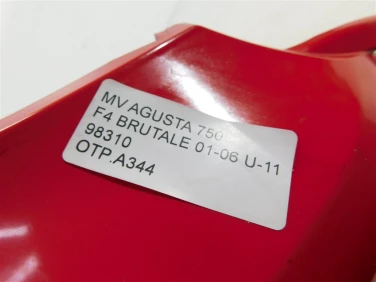 MV AGUSTA 750
F4 BRUTALE 01-06 U-11
98310
OTP.A344